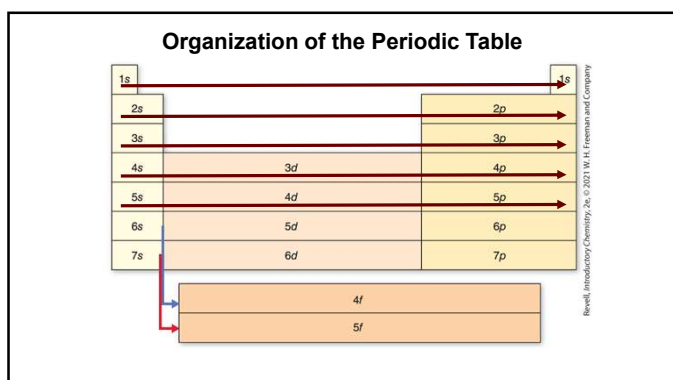 Organization of the Periodic Table
1s 1s
2s 2p
3s 3p
4s 3d 4p
5s 4d 5p
6s 5d 6p
7s 6d 7p
4f
5f
Revell, Introductory Chemistry, 2e, © 2021 W. H. Freeman and Company